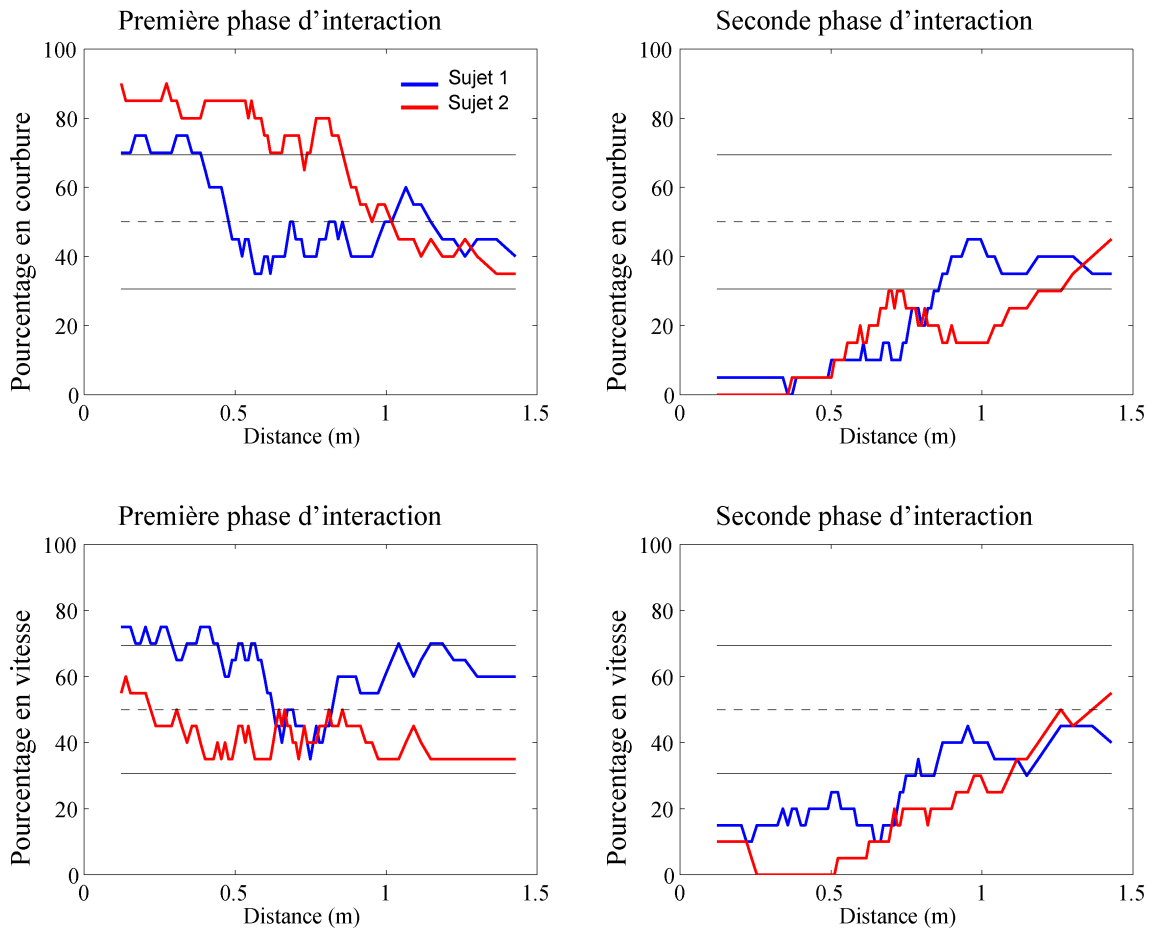 Première phase d’interaction
Pourcentage en courbure
100
80
60
40
20
0
Sujet 1
Sujet 2
0 0.5 1 1.5
Distance (m)
Seconde phase d’interaction
Pourcentage en courbure
100
80
60
40
20
0
0 0.5 1 1.5
Distance (m)
Première phase d’interaction
Pourcentage en vitesse
100
80
60
40
20
0
0 0.5 1 1.5
Distance (m)
Seconde phase d’interaction
Pourcentage en vitesse
100
80
60
40
20
0
0 0.5 1 1.5
Distance (m)